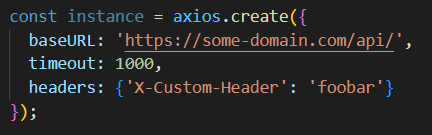 const instance = axios.create({
  baseURL: 'https://some-domain.com/api/',
  timeout: 1000,
  headers: {'X-Custom-Header': 'foobar'}
});